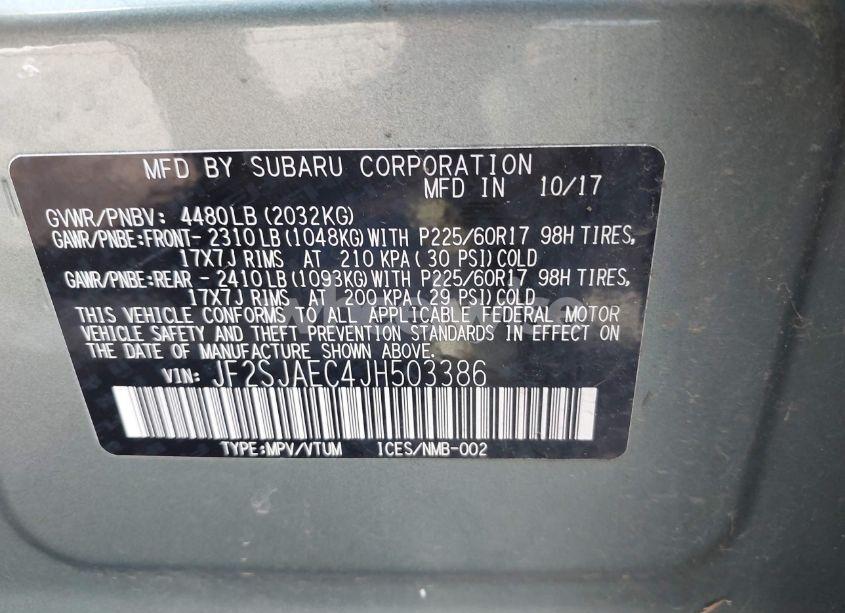 MFD BY SUBARU CORPORATION
MFD IN 10/17
GVWR/PNBV: 4480LB (2032KG)
GAWR/PNBE:FRONT- 2310LB (1048KG) WITH P225/60R17 98H TIRES,
17X7J RIMS AT 210 KPA ( 30 PSI) COLD
GAWR/PNBE:REAR - 2410LB (1093KG) WITH P225/60R17 98H TIRES,
17X7J RIMS AT 200 KPA (29 PSI) COLD
THIS VEHICLE CONFORMS TO ALL APPLICABLE FEDERAL MOTOR
VEHICLE SAFETY AND THEFT PREVENTION STANDARDS IN EFFECT ON
THE DATE OF MANUFACTURE SHOWN ABOVE.
VIN: JF2SJAEC4JH503386
TYPE:MPV/VTUM ICES/NMB-002